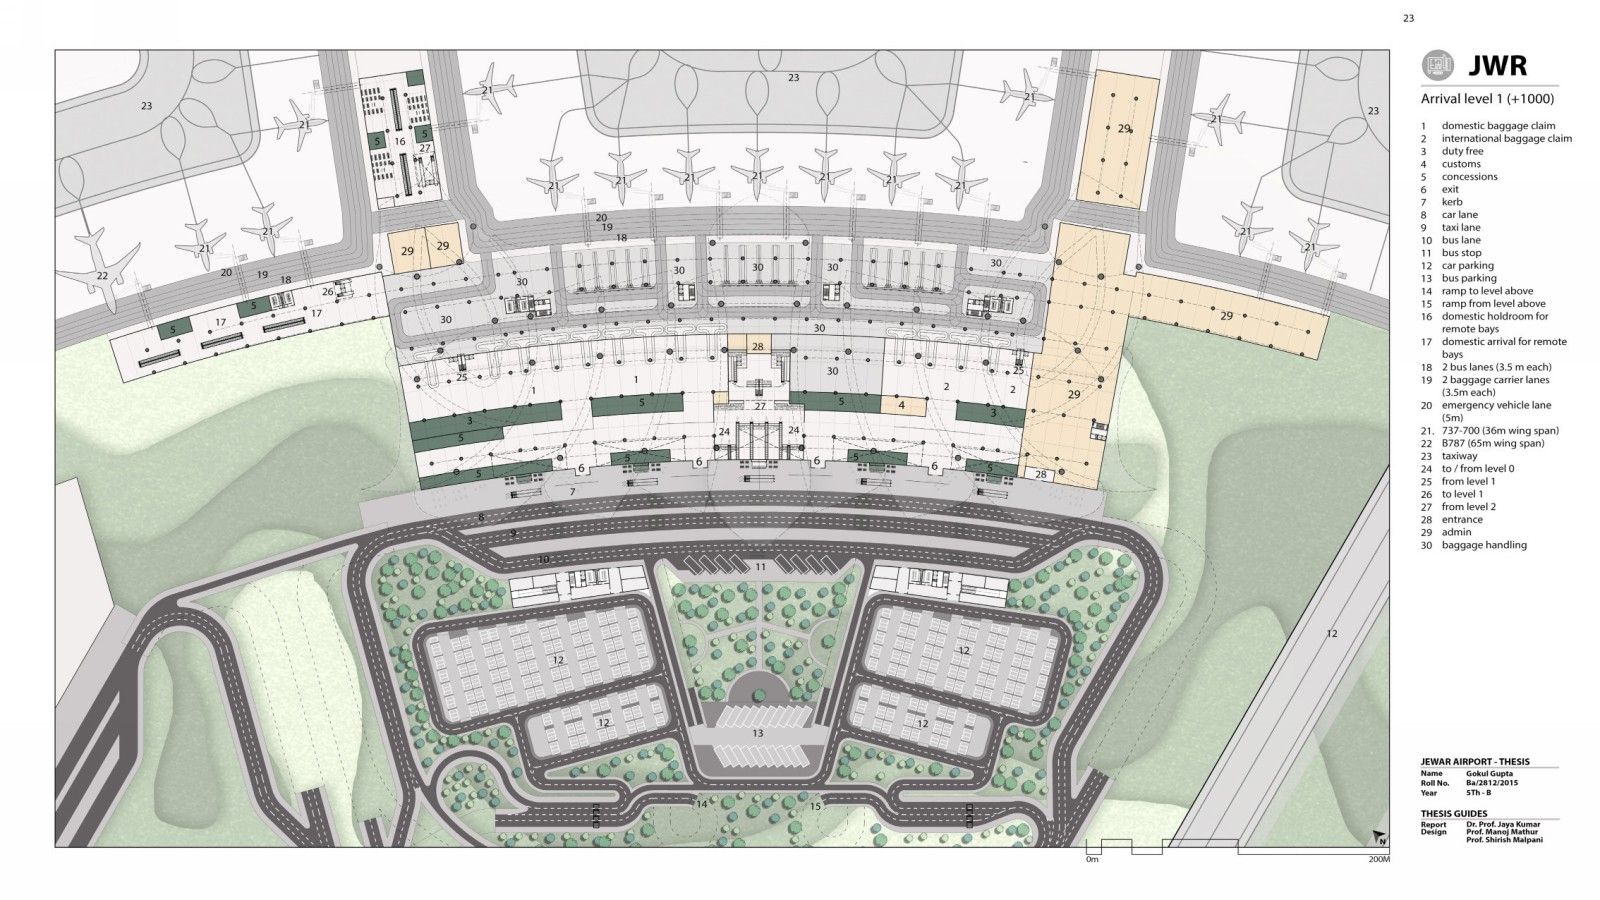 23
JWR
Arrival level 1 (+1000)
1 domestic baggage claim
2 international baggage claim
3 duty free
4 customs
5 concessions
6 exit
7 kerb
8 car lane
9 taxi lane
10 bus lane
11 bus stop
12 car parking
13 bus parking
14 ramp to level above
15 ramp from level above
16 domestic holdroom for
remote bays
17 domestic arrival for remote
bays
18 2 bus lanes (3.5 m each)
19 2 baggage carrier lanes
(3.5m each)
20 emergency vehicle lane
(5m)
21. 737-700 (36m wing span)
22 B787 (65m wing span)
23 taxiway
24 to / from level 0
25 from level 1
26 to level 1
27 from level 2
28 entrance
29 admin
30 baggage handling
23 23 23
21 21 21 21
5 5 16 27 29
21 21 21 21 21 21 21
20 19 18
22 21 21 20 19 18 26 29 29 21 21
30 30 30 30 30 30
5 5 17 17 30 30 29
25 28 30 25
1 1 2 2 29
3 5 5 27 5 4 3
24 24
5 6 5 6 6 5 6 5 28
7
8
9
10 11
12 12 12
12 12
13
14 15
N
0m 200M
JEWAR AIRPORT - THESIS
Name Gokul Gupta
Roll No. Ba/2812/2015
Year 5Th - B
THESIS GUIDES
Report Dr. Prof. Jaya Kumar
Design Prof. Manoj Mathur
Prof. Shirish Malpani